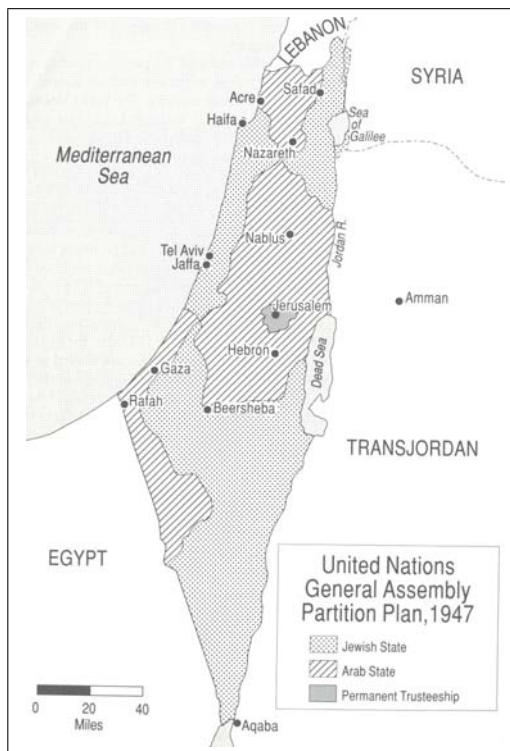 LEBANON
SYRIA
Safad
Acre
Haifa
Sea
of
Galilee
Nazareth
Mediterranean
Sea
Nablus
Jordan R.
Tel Aviv
Jaffa
Amman
Jerusalem
Hebron
Dead Sea
Gaza
Rafah
Beersheba
TRANSJORDAN
EGYPT
United Nations
General Assembly
Partition Plan,1947
Jewish State
Arab State
Permanent Trusteeship
0 20 40
Miles
Aqaba